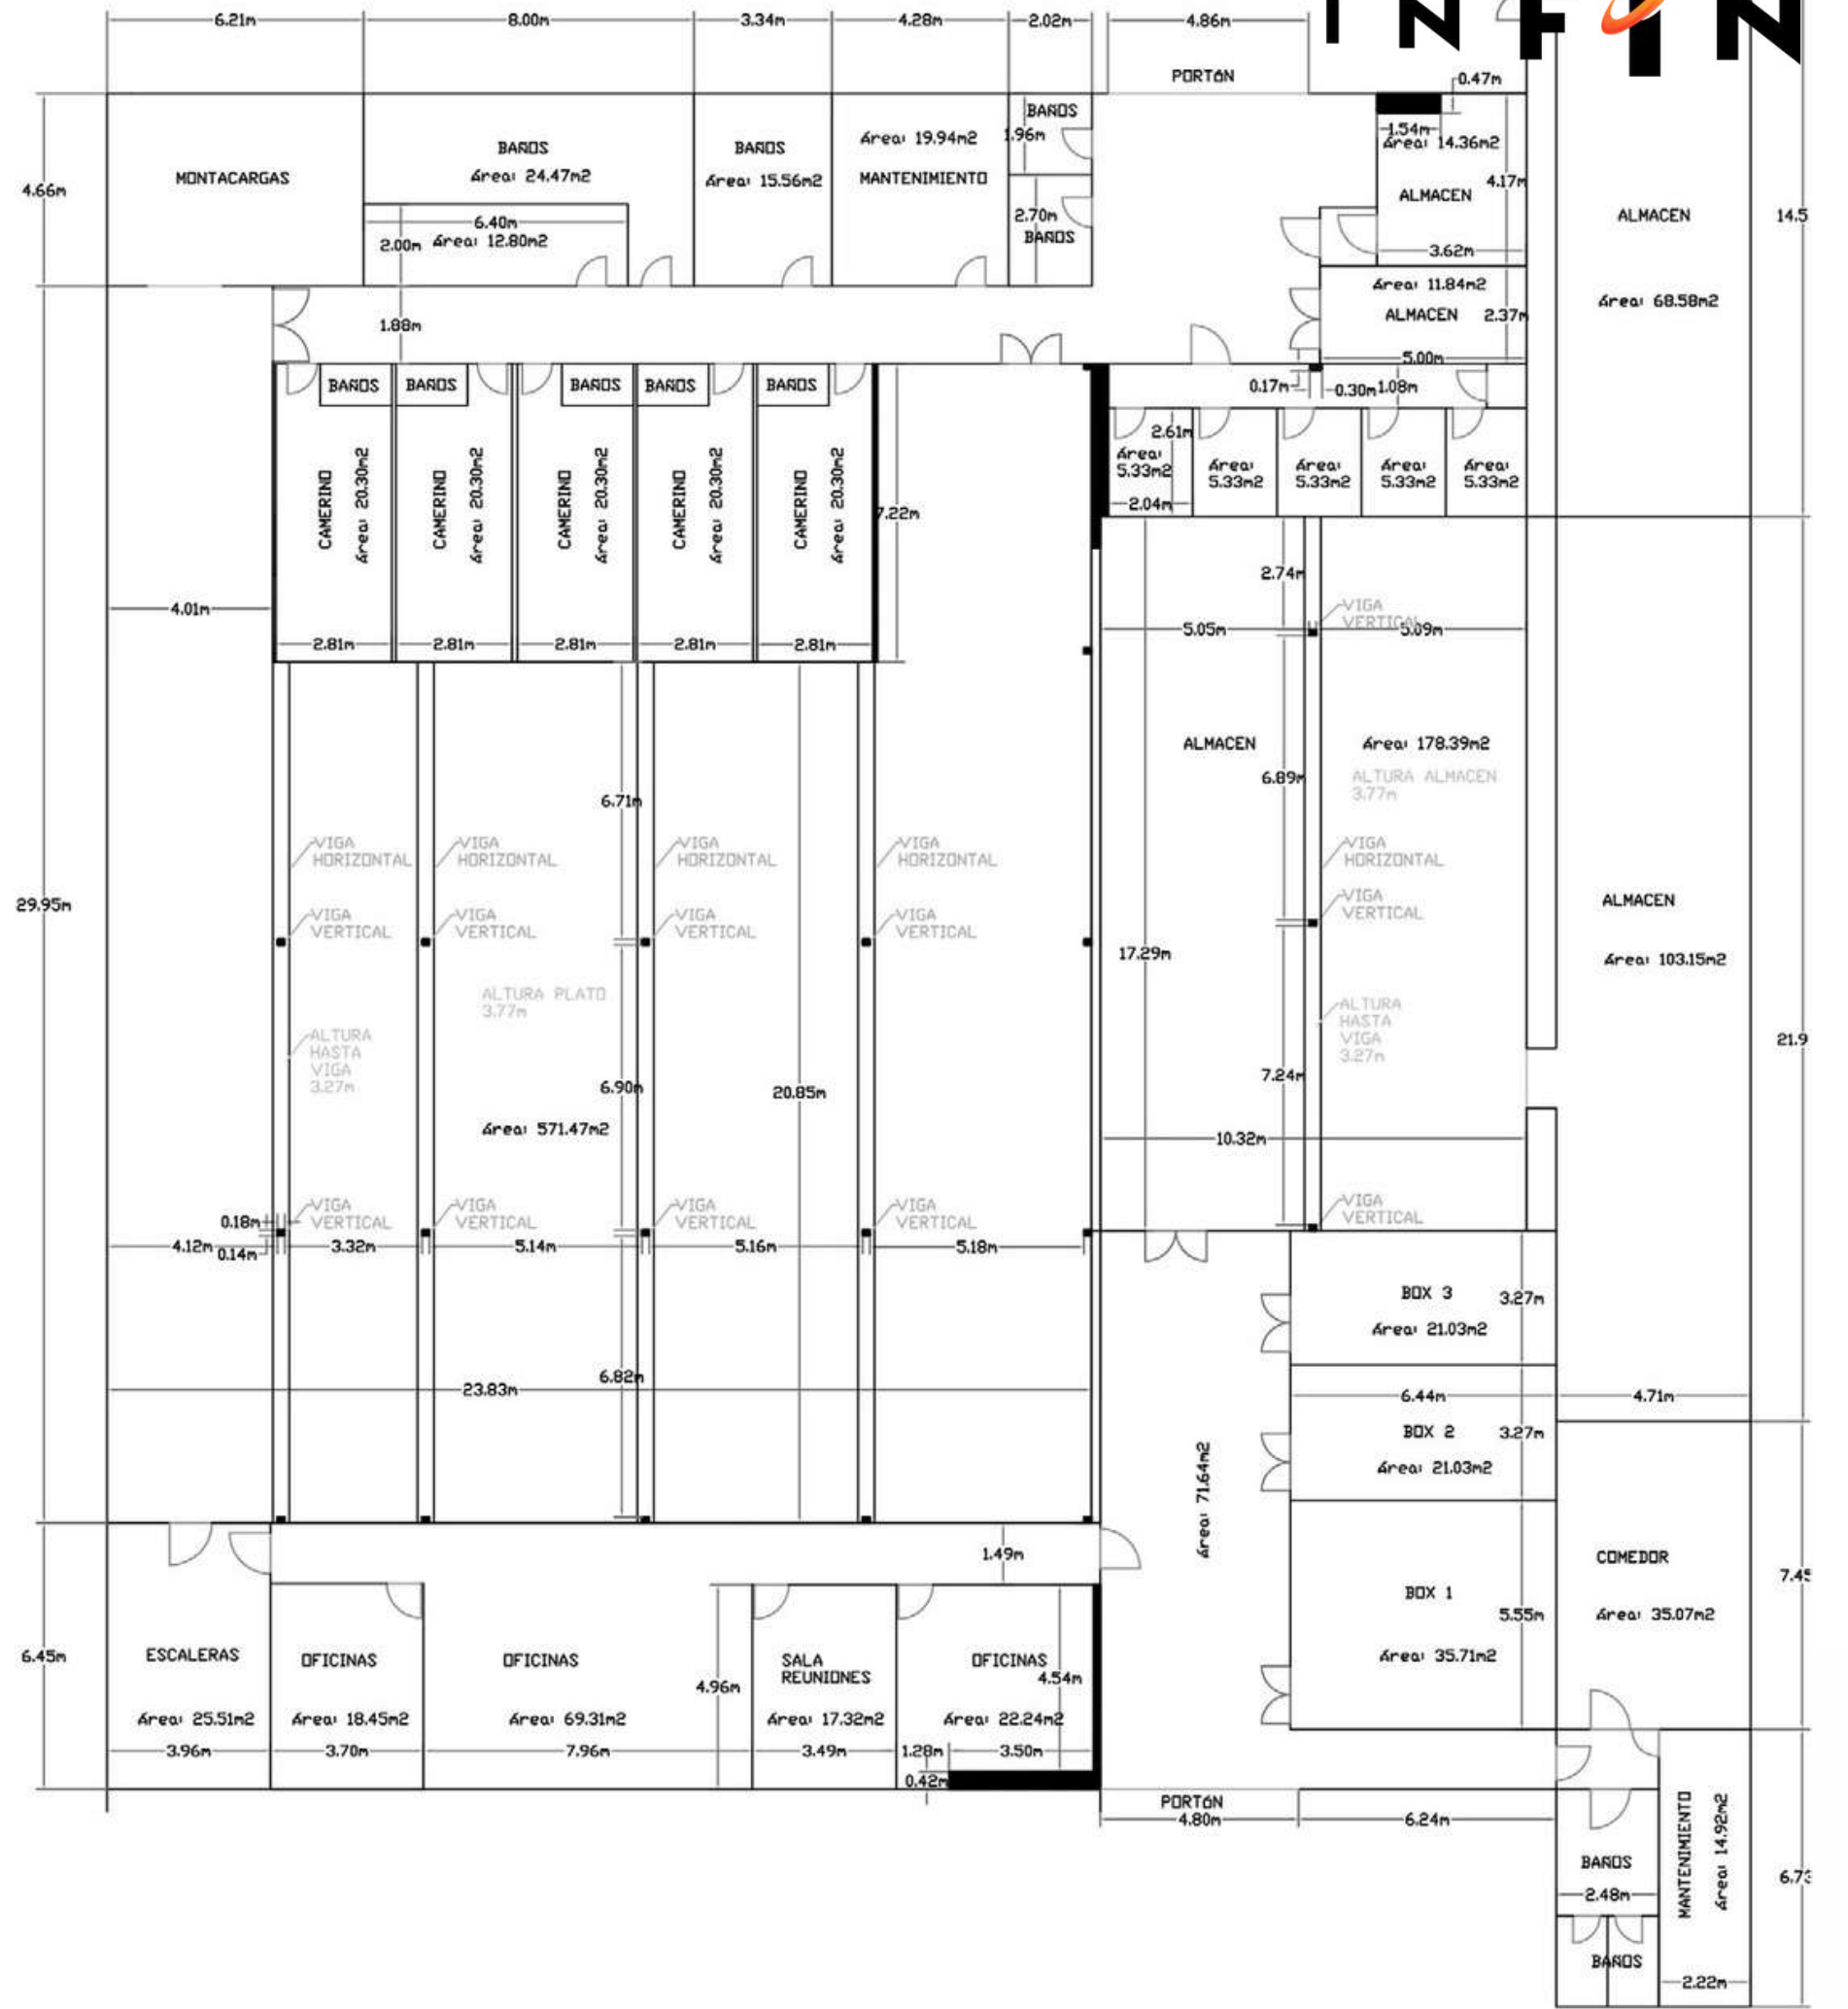 6.21m
8.00m
3.34m
4.28m
2.02m
4.86m
INFIN
PORTÓN
0.47m
BAÑOS
1.96m
1.54m
Área: 14.36m2
4.17m
ALMACEN
3.62m
4.66m
MONTACARGAS
BAÑOS
Área: 24.47m2
6.40m
2.00m Área: 12.80m2
BAÑOS
Área: 15.56m2
Área: 19.94m2
MANTENIMIENTO
2.70m
BAÑOS
ALMACEN
14.5
Área: 68.58m2
Área: 11.84m2
ALMACEN 2.37m
5.00m
1.88m
BAÑOS
BAÑOS
BAÑOS
BAÑOS
BAÑOS
0.17m
0.30m
1.08m
CAMERINO
Área: 20.30m2
CAMERINO
Área: 20.30m2
CAMERINO
Área: 20.30m2
CAMERINO
Área: 20.30m2
CAMERINO
Área: 20.30m2
7.22m
2.61m
Área:
5.33m2
2.04m
Área:
5.33m2
Área:
5.33m2
Área:
5.33m2
Área:
5.33m2
4.01m
2.81m
2.81m
2.81m
2.81m
2.81m
2.74m
VIGA
VERTICAL
5.05m
5.09m
ALMACEN
Área: 178.39m2
6.89m
ALTURA ALMACEN
3.77m
6.71m
VIGA
HORIZONTAL
VIGA
HORIZONTAL
VIGA
HORIZONTAL
VIGA
HORIZONTAL
VIGA
HORIZONTAL
29.95m
VIGA
VERTICAL
VIGA
VERTICAL
VIGA
VERTICAL
VIGA
VERTICAL
VIGA
VERTICAL
ALMACEN
Área: 103.15m2
17.29m
ALTURA PLATO
3.77m
ALTURA
HASTA
VIGA
3.27m
ALTURA
HASTA
VIGA
3.27m
21.9
6.90m
20.85m
7.24m
Área: 571.47m2
10.32m
VIGA
VERTICAL
VIGA
VERTICAL
VIGA
VERTICAL
VIGA
VERTICAL
VIGA
VERTICAL
0.18m
4.12m
0.14m
3.32m
5.14m
5.16m
5.18m
BOX 3
3.27m
Área: 21.03m2
6.82m
23.83m
6.44m
4.71m
BOX 2
3.27m
Área: 21.03m2
Área: 71.64m2
1.49m
COMEDOR
7.45
Área: 35.07m2
BOX 1
5.55m
Área: 35.71m2
6.45m
ESCALERAS
Área: 25.51m2
3.96m
OFICINAS
Área: 18.45m2
3.70m
OFICINAS
Área: 69.31m2
7.96m
4.96m
SALA
REUNIONES
Área: 17.32m2
3.49m
OFICINAS
4.54m
Área: 22.24m2
1.28m
3.50m
0.42m
PORTÓN
4.80m
6.24m
MANTENIMIENTO
Área: 14.92m2
BAÑOS
2.48m
6.73
BAÑOS
2.22m